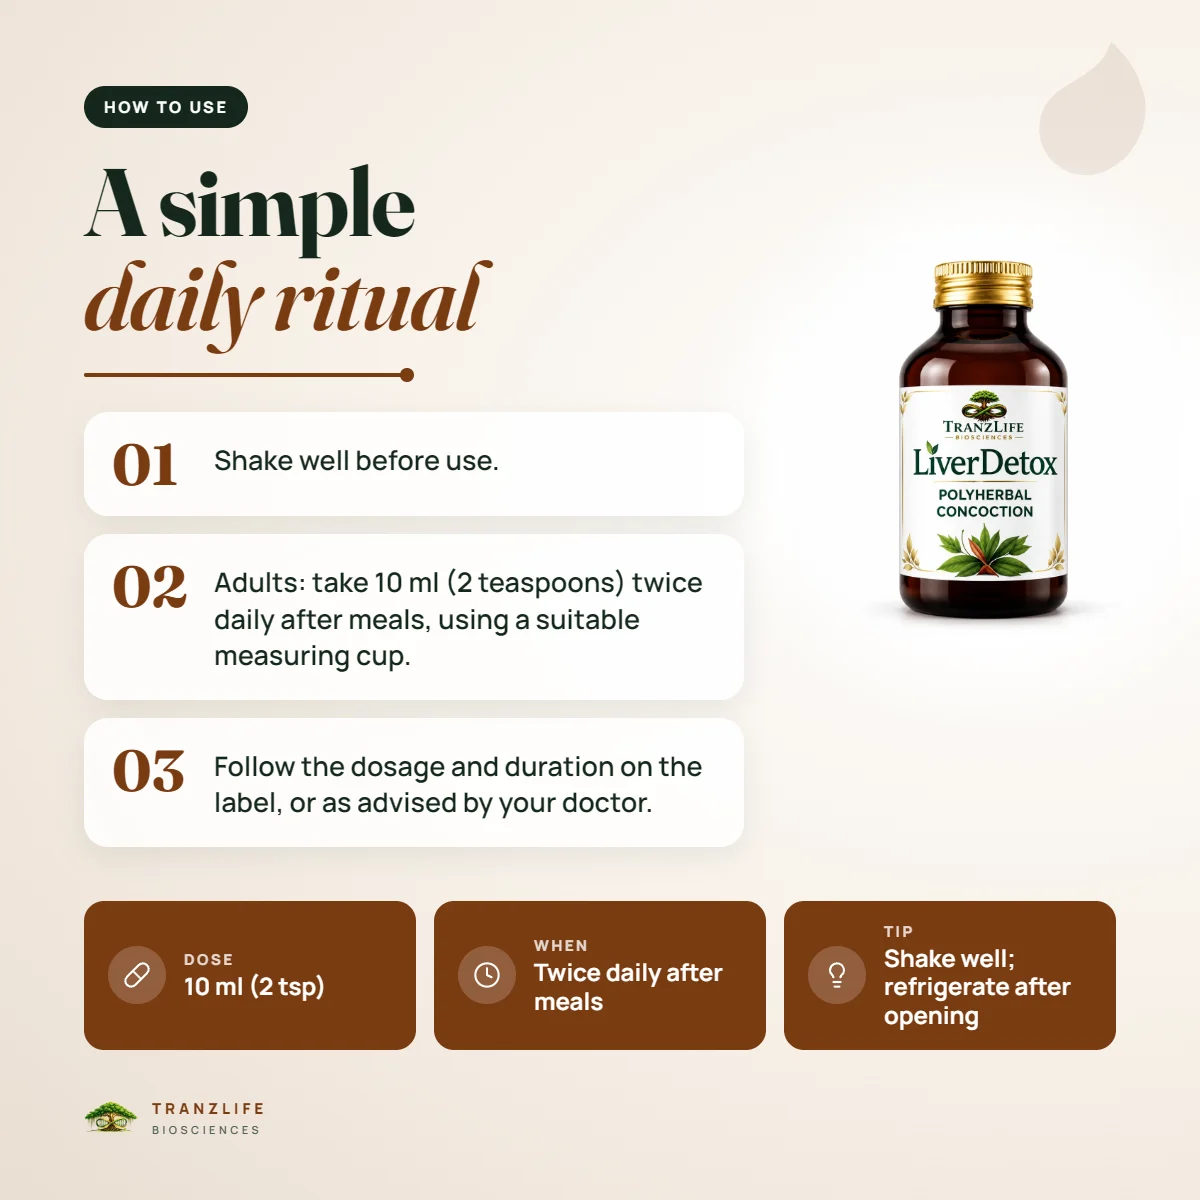 HOW TO USE
A simple
daily ritual
01
Shake well before use.
02
Adults: take 10 ml (2 teaspoons) twice
daily after meals, using a suitable
measuring cup.
03
Follow the dosage and duration on the
label, or as advised by your doctor.
TRANZLIFE
BIOSCIENCES
LiverDetox
POLYHERBAL
CONCOCTION
DOSE
10 ml (2 tsp)
WHEN
Twice daily after
meals
TIP
Shake well;
refrigerate after
opening
TRANZLIFE
BIOSCIENCES